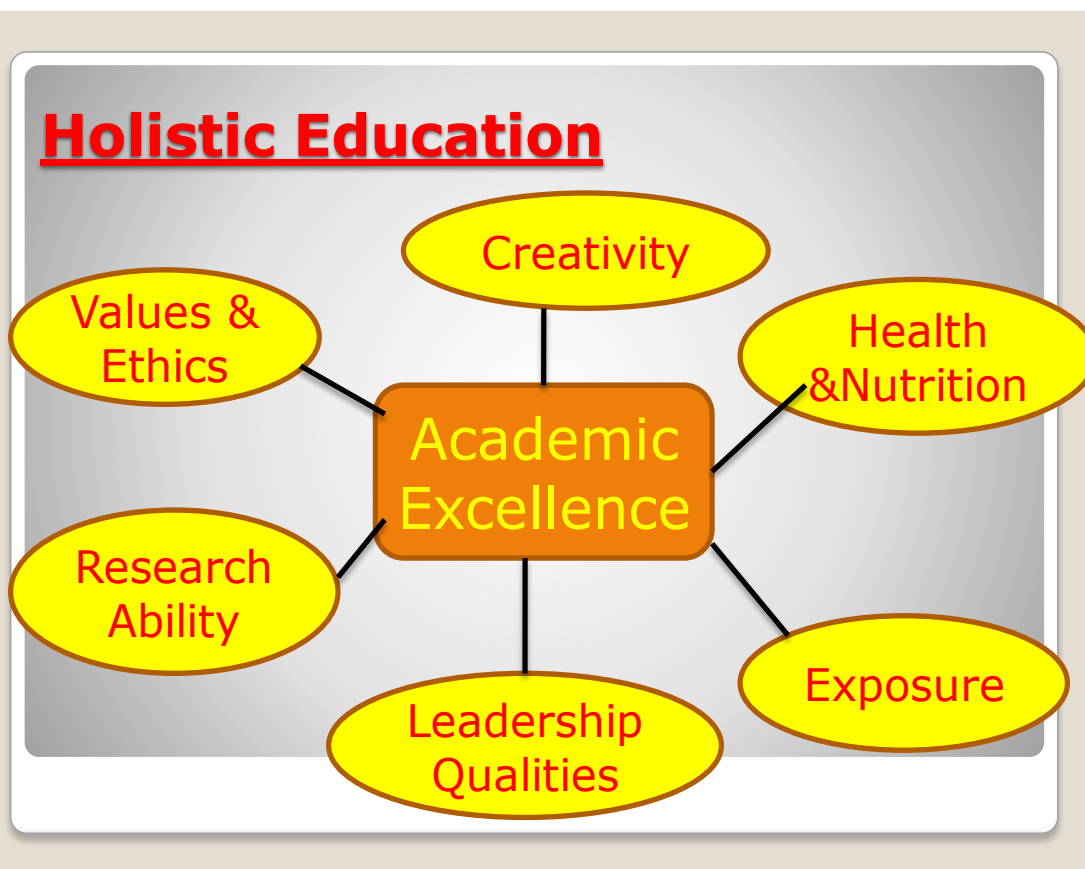 Holistic Education
Creativity
Values &
Ethics
Health
&Nutrition
Academic
Excellence
Research
Ability
Exposure
Leadership
Qualities